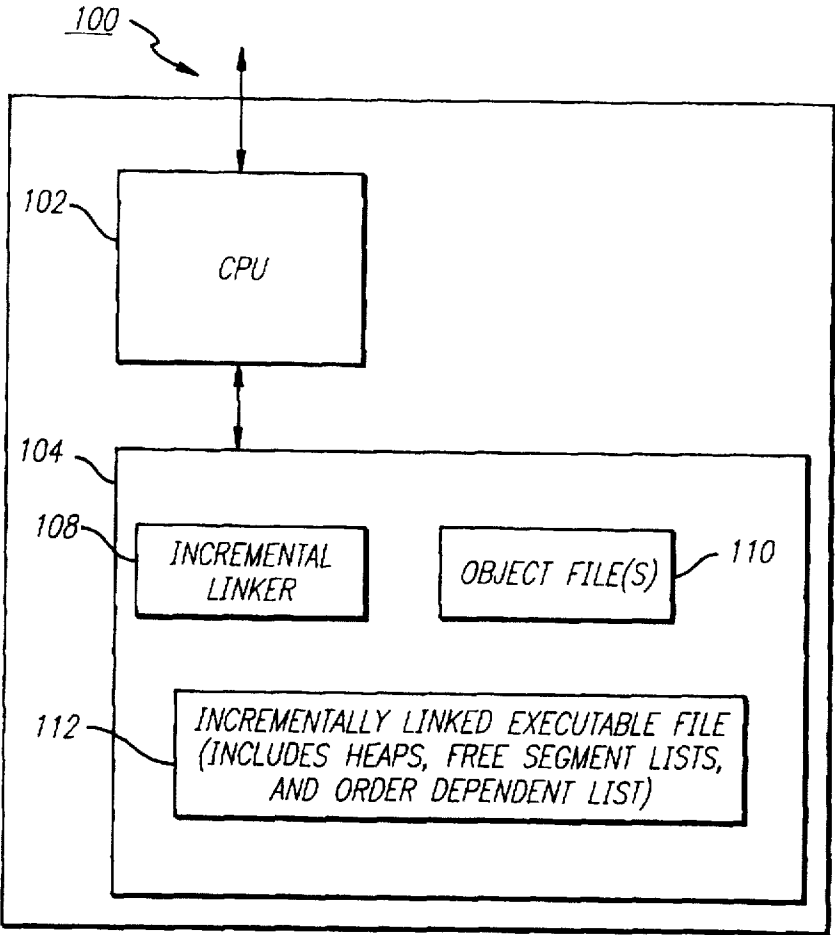 100
102
CPU
104
108
INCREMENTAL
LINKER
OBJECT FILE(S)
110
112
INCREMENTALLY LINKED EXECUTABLE FILE
(INCLUDES HEAPS, FREE SEGMENT LISTS,
AND ORDER DEPENDENT LIST)